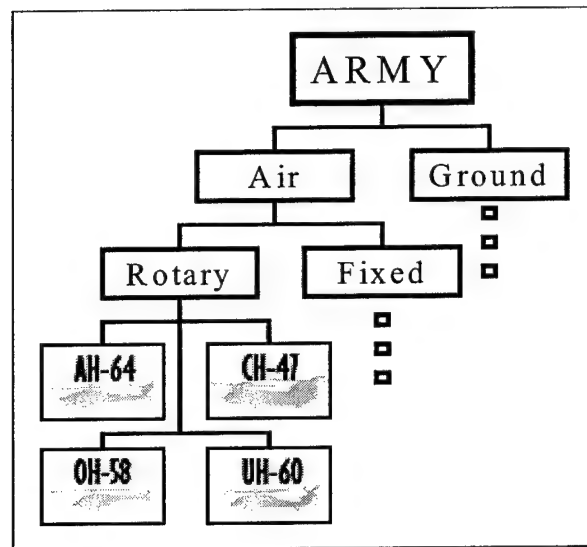 ARMY
Air
Ground
Rotary
Fixed
AH-64
CH-47
OH-58
UH-60